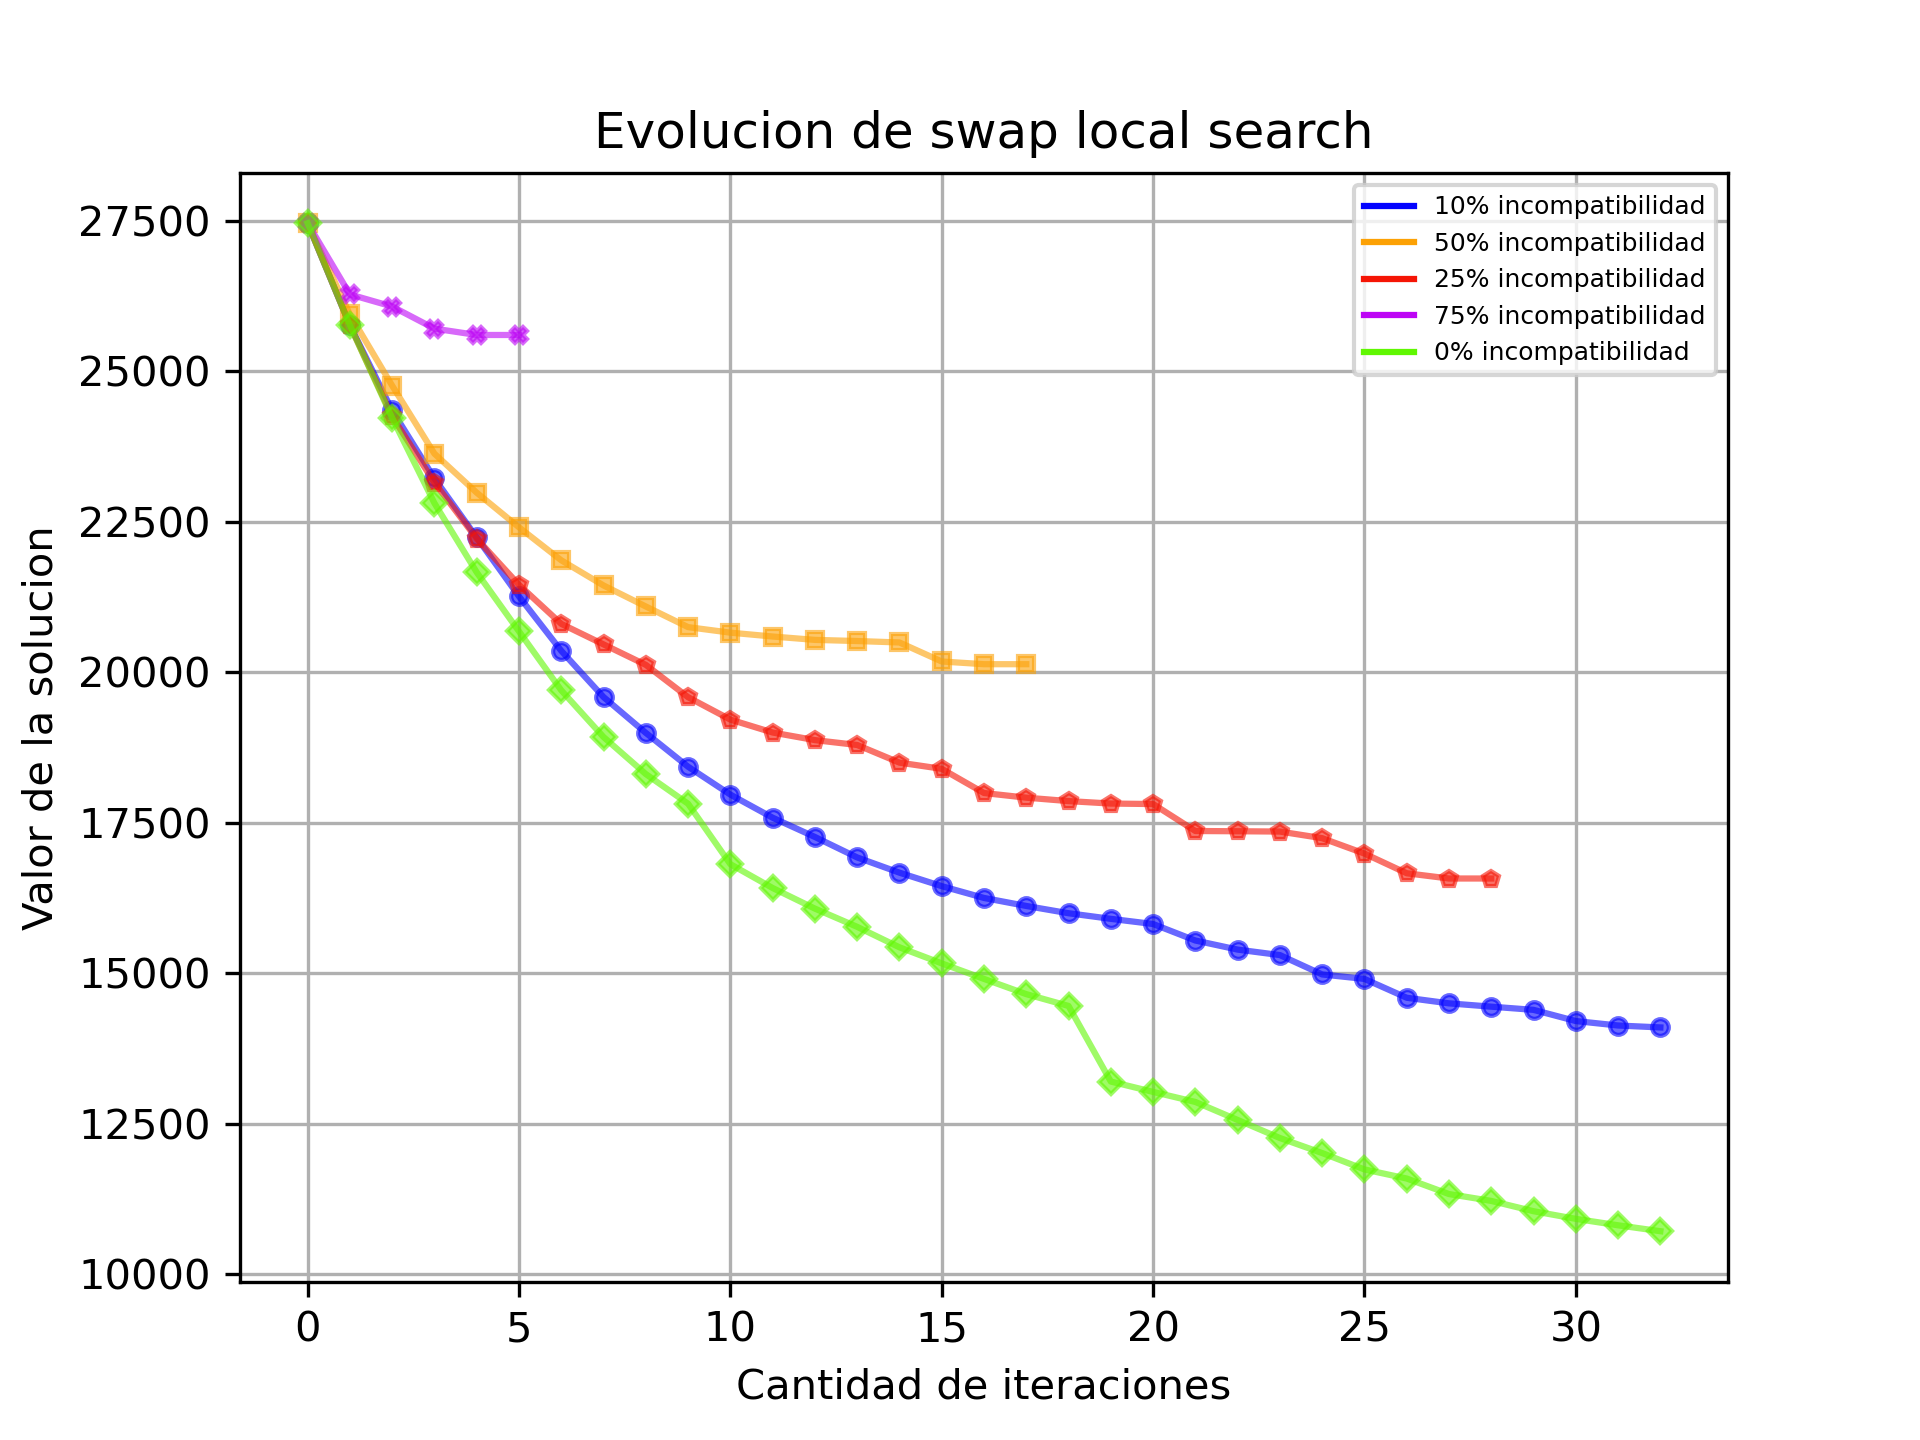 Evolucion de swap local search
10% incompatibilidad
50% incompatibilidad
25% incompatibilidad
75% incompatibilidad
0% incompatibilidad
Valor de la solucion
27500
25000
22500
20000
17500
15000
12500
10000
0 5 10 15 20 25 30
Cantidad de iteraciones